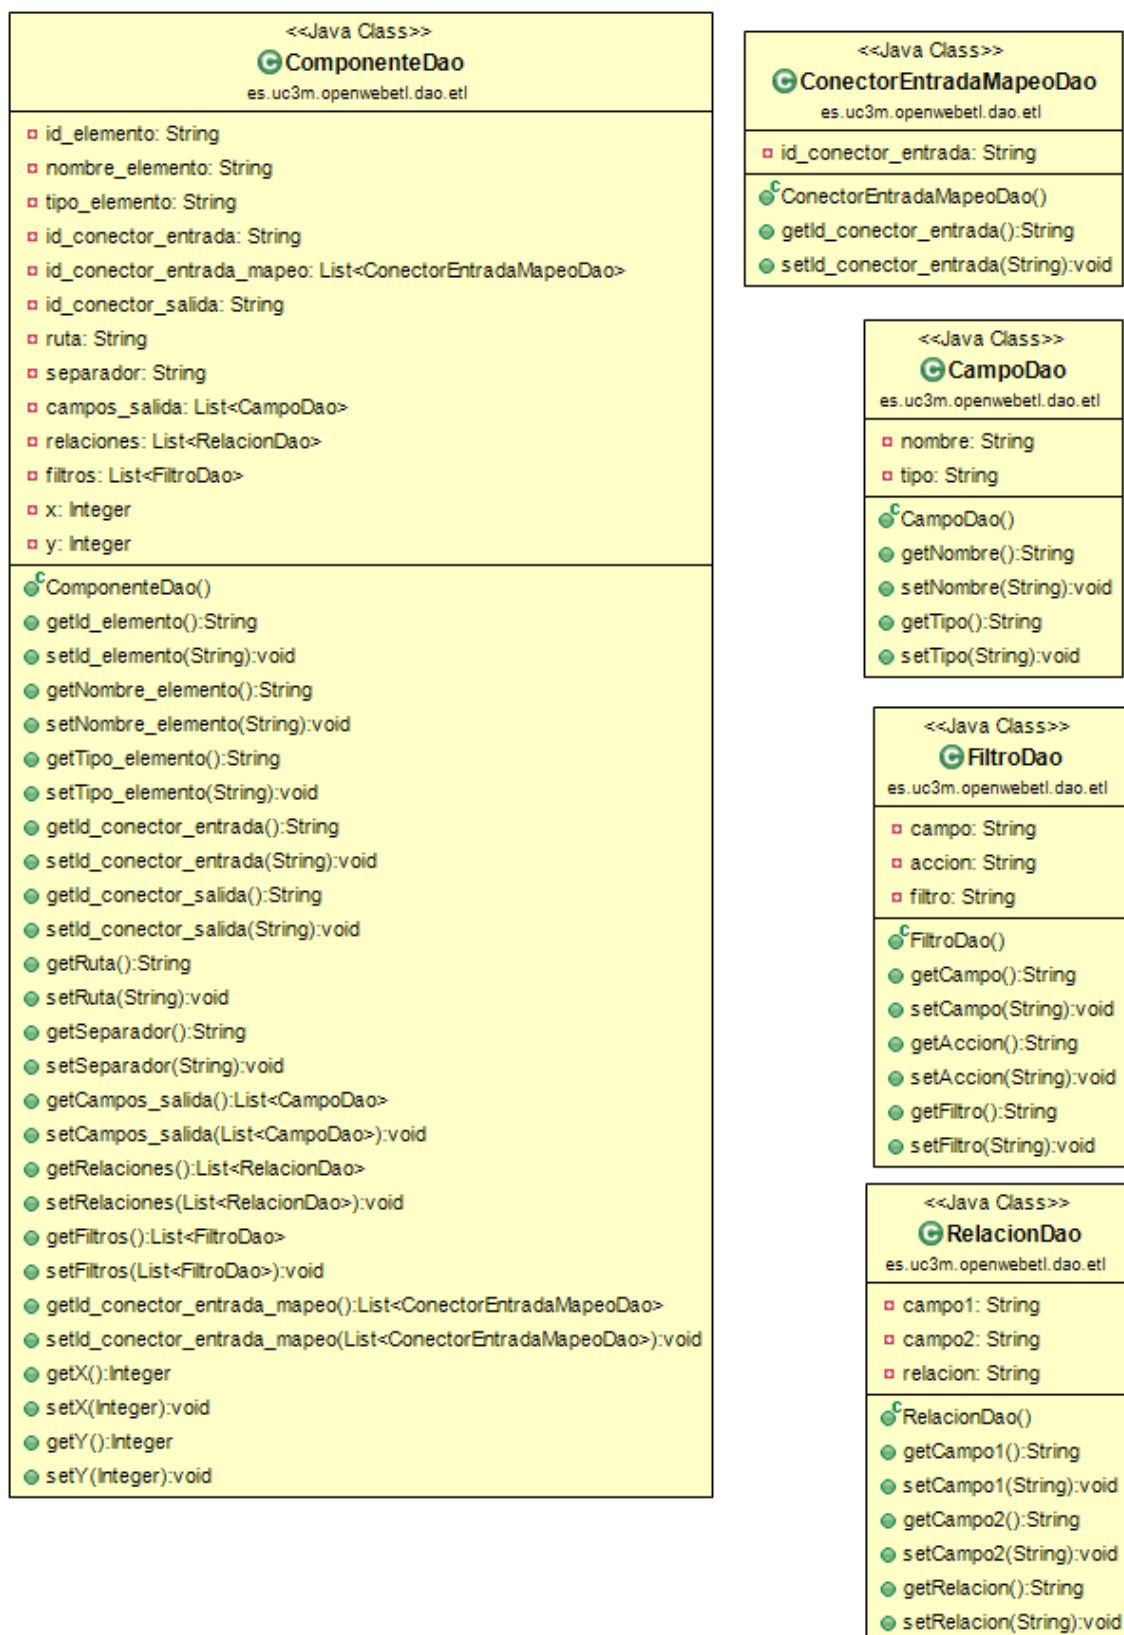 <<Java Class>>
ComponenteDao
es.uc3m.openwebetl.dao.etl
id_elemento: String
nombre_elemento: String
tipo_elemento: String
id_conector_entrada: String
id_conector_entrada_mapeo: List<ConectorEntradaMapeoDao>
id_conector_salida: String
ruta: String
separador: String
campos_salida: List<CampoDao>
relaciones: List<RelacionDao>
filtros: List<FiltroDao>
x: Integer
y: Integer
ComponenteDao()
getId_elemento():String
setId_elemento(String):void
getNombre_elemento():String
setNombre_elemento(String):void
getTipo_elemento():String
setTipo_elemento(String):void
getId_conector_entrada():String
setId_conector_entrada(String):void
getId_conector_salida():String
setId_conector_salida(String):void
getRuta():String
setRuta(String):void
getSeparador():String
setSeparador(String):void
getCampos_salida():List<CampoDao>
setCampos_salida(List<CampoDao>):void
getRelaciones():List<RelacionDao>
setRelaciones(List<RelacionDao>):void
getFiltros():List<FiltroDao>
setFiltros(List<FiltroDao>):void
getId_conector_entrada_mapeo():List<ConectorEntradaMapeoDao>
setId_conector_entrada_mapeo(List<ConectorEntradaMapeoDao>):void
getX():Integer
setX(Integer):void
getY():Integer
setY(Integer):void
<<Java Class>>
ConectorEntradaMapeoDao
es.uc3m.openwebetl.dao.etl
id_conector_entrada: String
ConectorEntradaMapeoDao()
getId_conector_entrada():String
setId_conector_entrada(String):void
<<Java Class>>
CampoDao
es.uc3m.openwebetl.dao.etl
nombre: String
tipo: String
CampoDao()
getNombre():String
setNombre(String):void
getTipo():String
setTipo(String):void
<<Java Class>>
FiltroDao
es.uc3m.openwebetl.dao.etl
campo: String
accion: String
filtro: String
FiltroDao()
getCampo():String
setCampo(String):void
getAccion():String
setAccion(String):void
getFiltro():String
setFiltro(String):void
<<Java Class>>
RelacionDao
es.uc3m.openwebetl.dao.etl
campo1: String
campo2: String
relacion: String
RelacionDao()
getCampo1():String
setCampo1(String):void
getCampo2():String
setCampo2(String):void
getRelacion():String
setRelacion(String):void